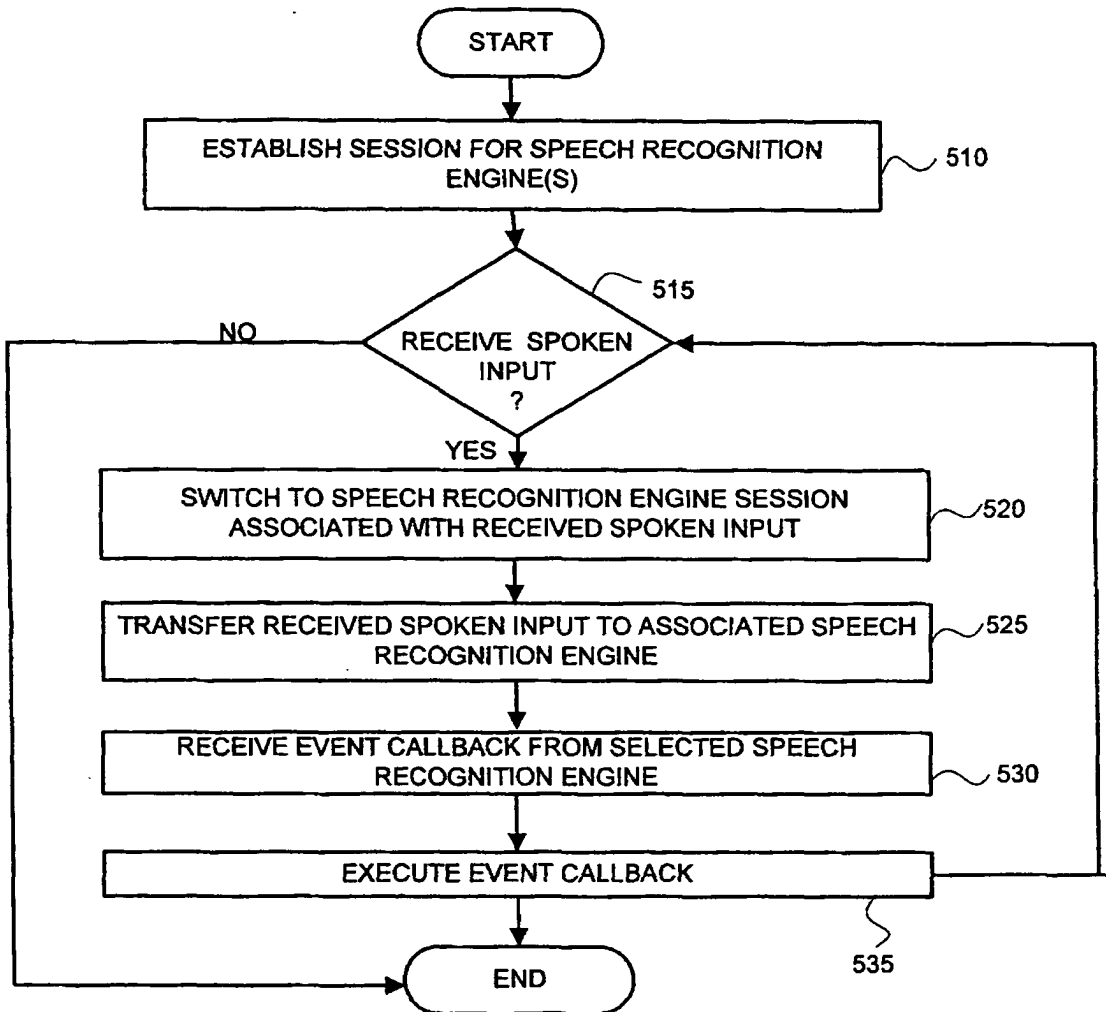 START
ESTABLISH SESSION FOR SPEECH RECOGNITION
ENGINE(S)
510
515
NO
RECEIVE SPOKEN
INPUT
?
YES
SWITCH TO SPEECH RECOGNITION ENGINE SESSION
ASSOCIATED WITH RECEIVED SPOKEN INPUT
520
TRANSFER RECEIVED SPOKEN INPUT TO ASSOCIATED SPEECH
RECOGNITION ENGINE
525
RECEIVE EVENT CALLBACK FROM SELECTED SPEECH
RECOGNITION ENGINE
530
EXECUTE EVENT CALLBACK
535
END